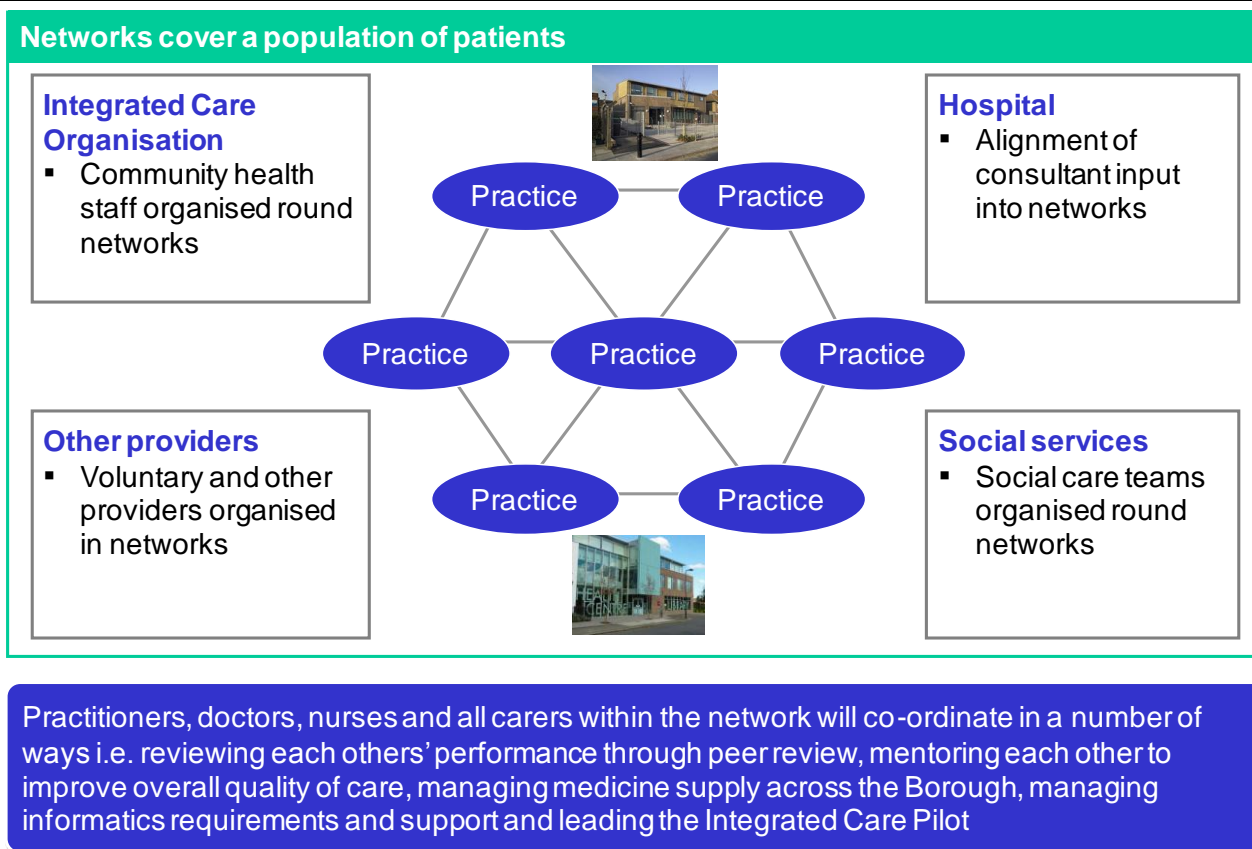 Networks cover a population of patients
Integrated Care
Organisation
▪ Community health
staff organised round
networks
Hospital
▪ Alignment of
consultant input
into networks
Practice
Practice
Practice
Practice
Practice
Practice
Practice
Other providers
▪ Voluntary and other
providers organised
in networks
Social services
▪ Social care teams
organised round
networks
HEALTH
CENTRE
LIBRARY
Practitioners, doctors, nurses and all carers within the network will co-ordinate in a number of
ways i.e. reviewing each others' performance through peer review, mentoring each other to
improve overall quality of care, managing medicine supply across the Borough, managing
informatics requirements and support and leading the Integrated Care Pilot